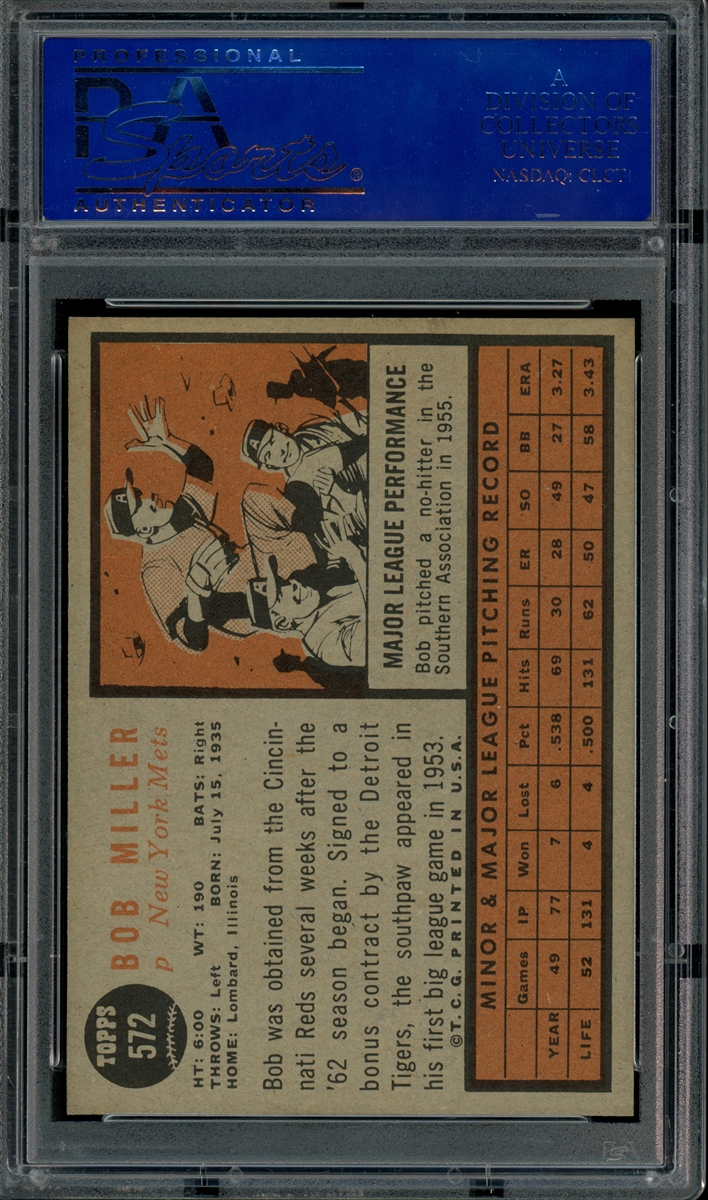 PROFESSIONAL
PSA
Sports®
AUTHENTICATOR
A
DIVISION OF
COLLECTORS
UNIVERSE
NASDAQ: CLCT
TOPPS
572
BOB MILLER
p New York Mets
HT: 6:00 WT: 190 BATS: Right
THROWS: Left BORN: July 15, 1935
HOME: Lombard, Illinois
Bob was obtained from the Cincin-
nati Reds several weeks after the
'62 season began. Signed to a
bonus contract by the Detroit
Tigers, the southpaw appeared in
his first big league game in 1953.
©T. C. G. PRINTED IN U.S.A.
A
A
A
MAJOR LEAGUE PERFORMANCE
Bob pitched a no-hitter in the
Southern Association in 1955.
MINOR & MAJOR LEAGUE PITCHING RECORD
Games IP Won Lost Pct Hits Runs ER SO BB ERA
YEAR 49 77 7 6 .538 69 30 28 49 27 3.27
LIFE 52 131 4 4 .500 131 62 50 47 58 3.43
PSA